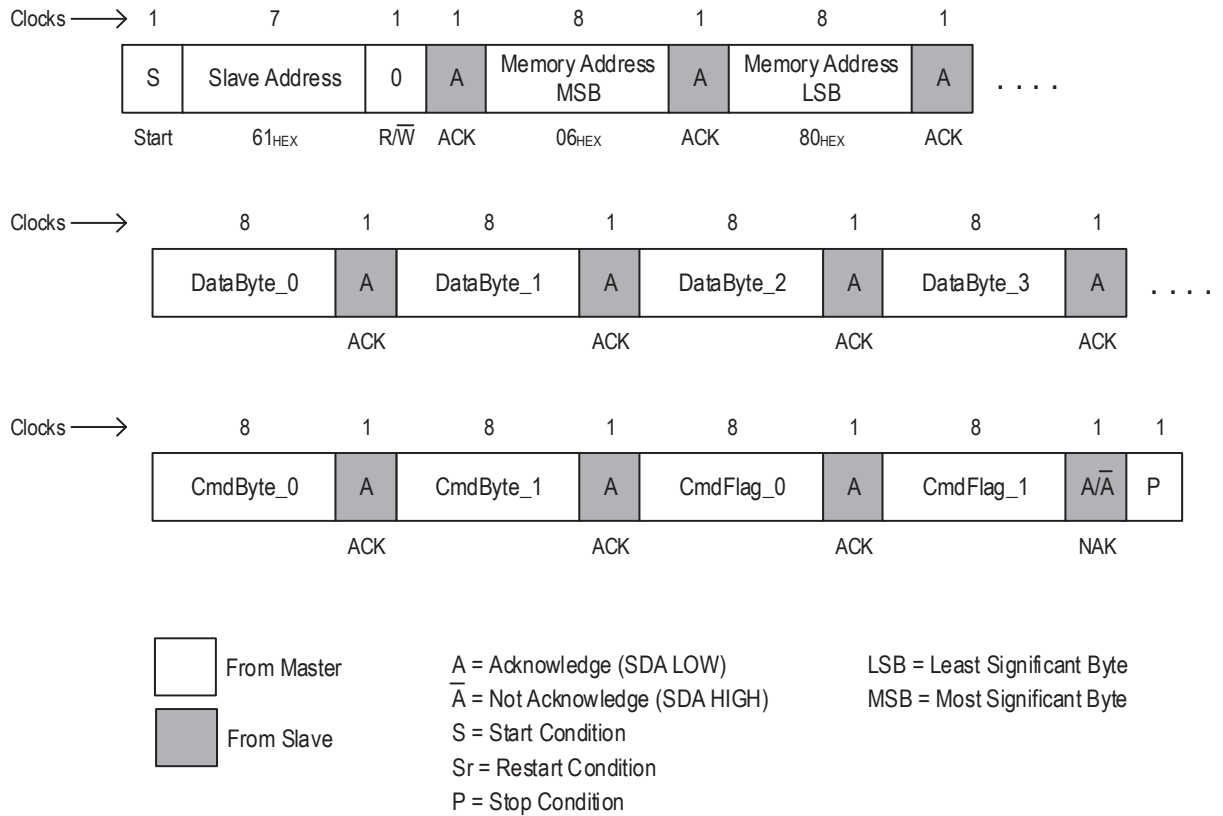 Clocks → 1 7 1 1 8 1 8 1
S Slave Address 0 A Memory Address MSB A Memory Address LSB A . . . .
Start 61HEX R/W̅ ACK 06HEX ACK 80HEX ACK
Clocks → 8 1 8 1 8 1 8 1
DataByte_0 A DataByte_1 A DataByte_2 A DataByte_3 A . . . .
ACK ACK ACK ACK
Clocks → 8 1 8 1 8 1 8 1 1
CmdByte_0 A CmdByte_1 A CmdFlag_0 A CmdFlag_1 A/A̅ P
ACK ACK ACK NAK
From Master
From Slave
A = Acknowledge (SDA LOW)
A̅ = Not Acknowledge (SDA HIGH)
S = Start Condition
Sr = Restart Condition
P = Stop Condition
LSB = Least Significant Byte
MSB = Most Significant Byte